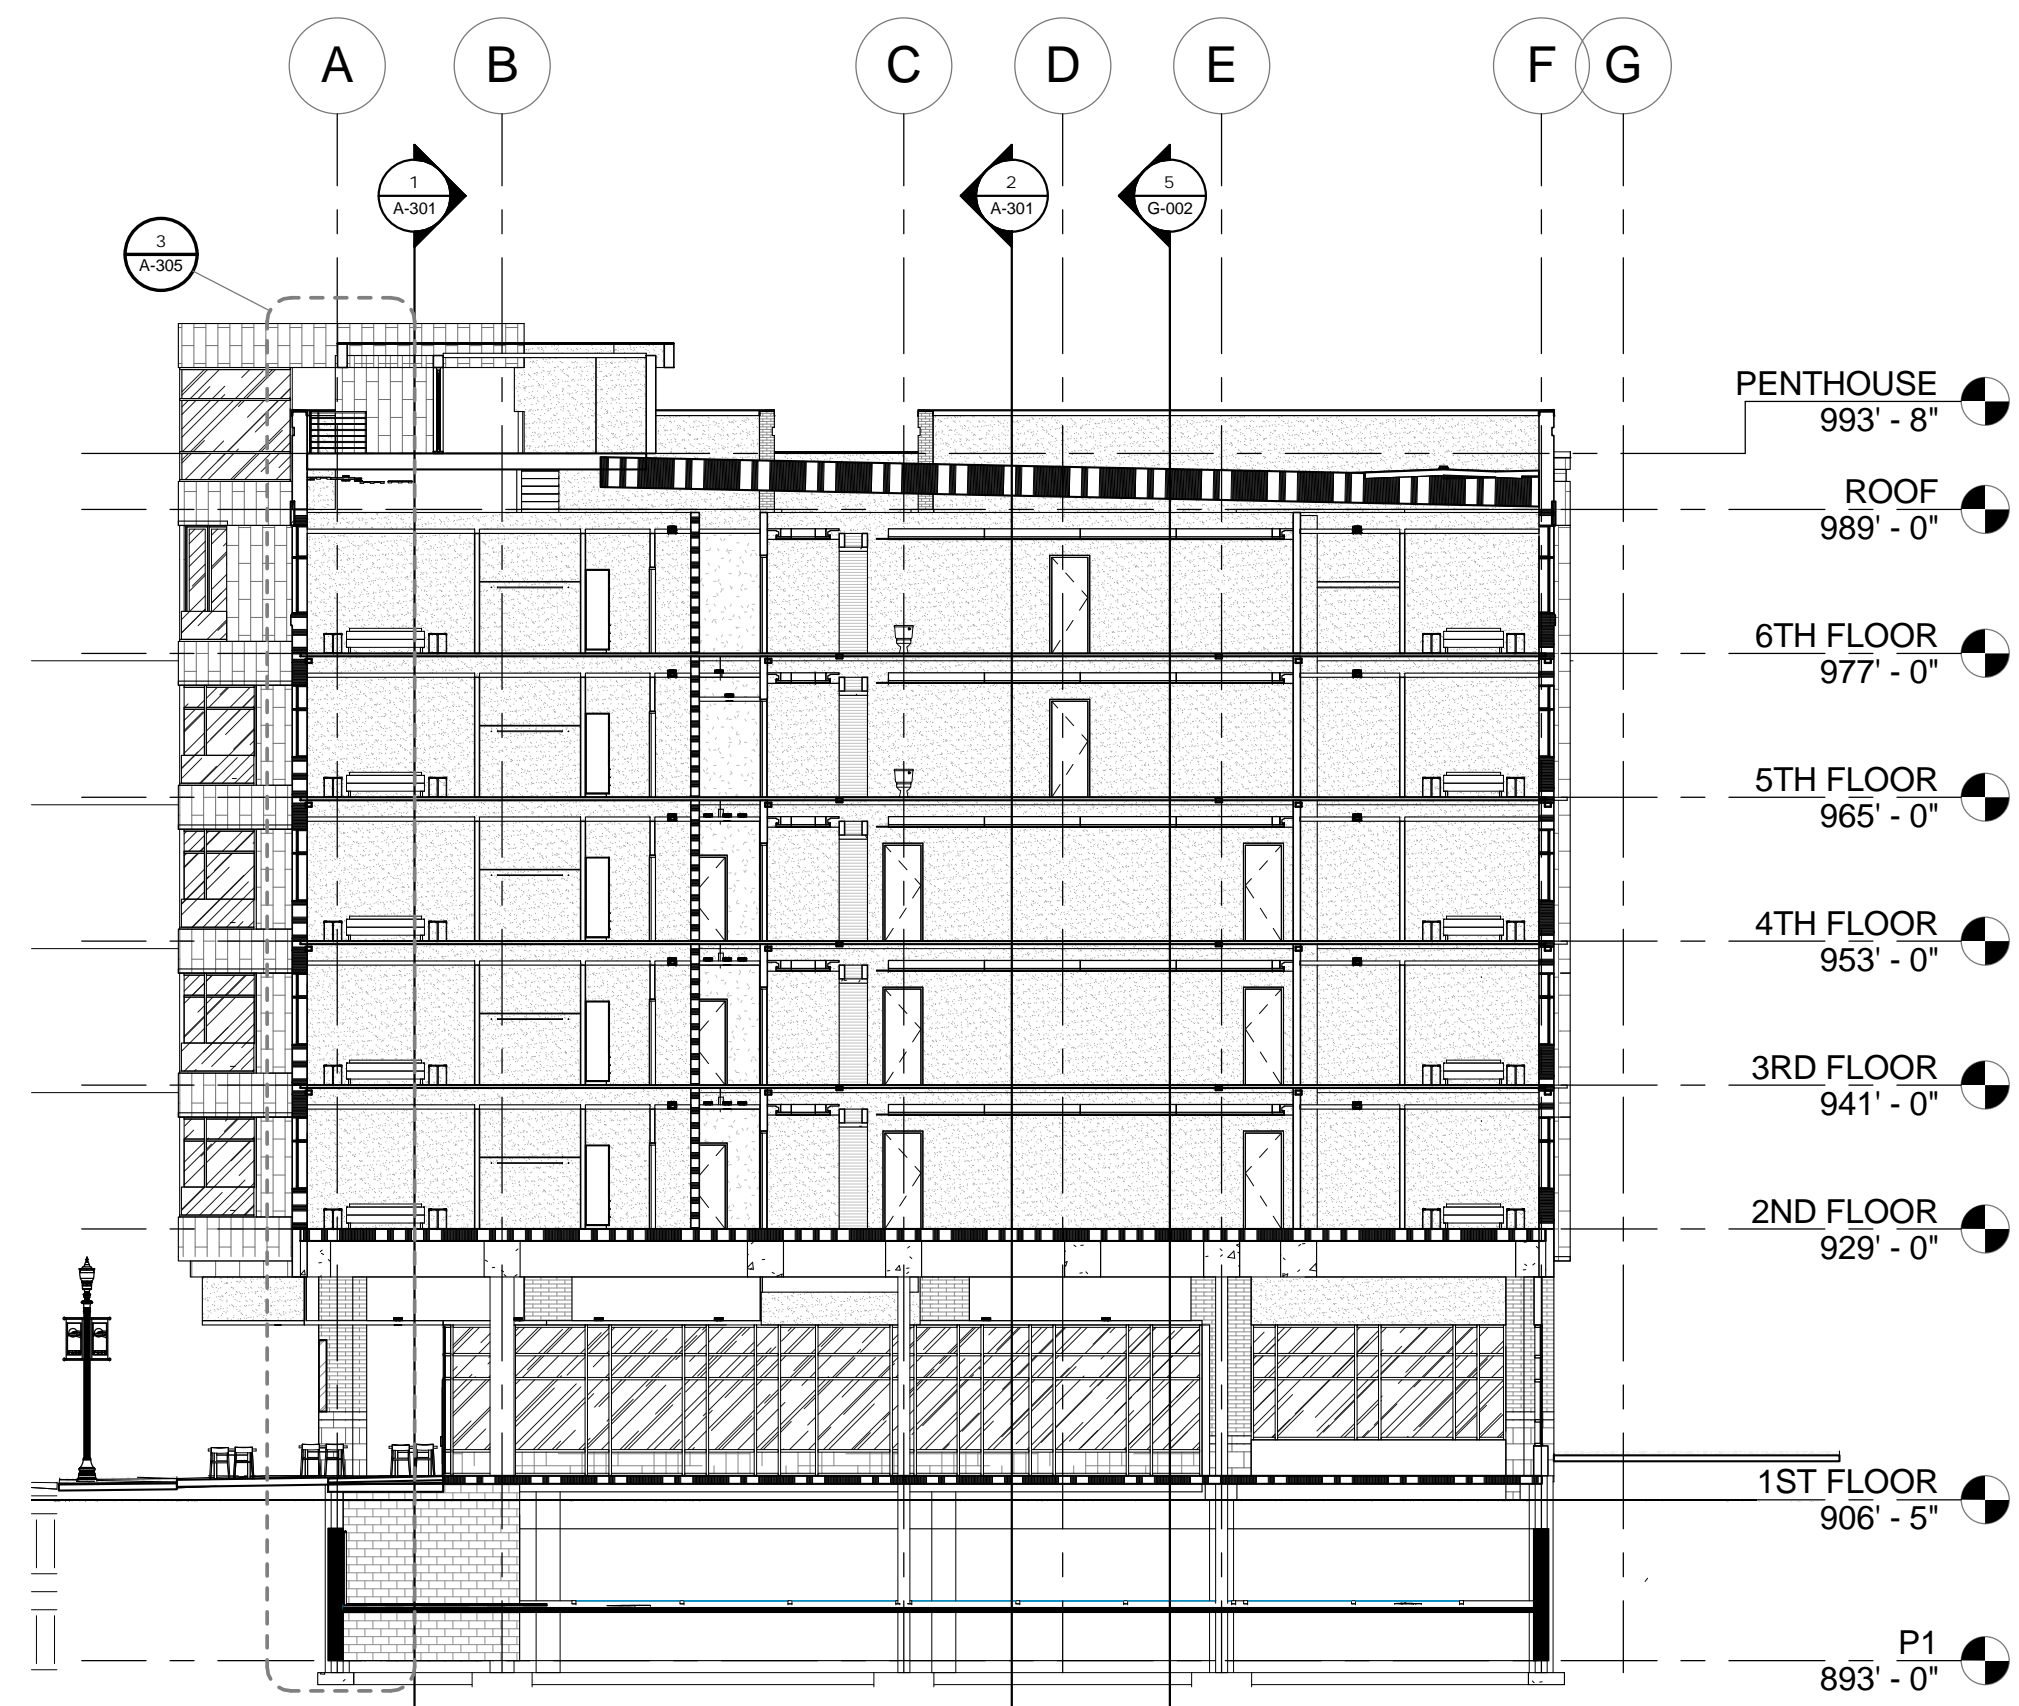 A B C D E F G
1
A-301
2
A-301
5
G-002
3
A-305
PENTHOUSE
993' - 8"
ROOF
989' - 0"
6TH FLOOR
977' - 0"
5TH FLOOR
965' - 0"
4TH FLOOR
953' - 0"
3RD FLOOR
941' - 0"
2ND FLOOR
929' - 0"
1ST FLOOR
906' - 5"
P1
893' - 0"